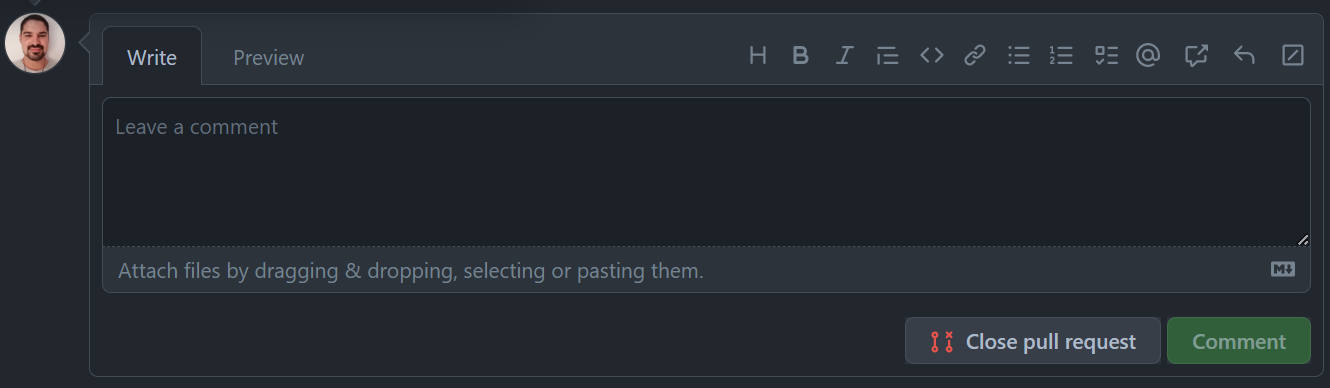 Write Preview
Leave a comment
Attach files by dragging & dropping, selecting or pasting them.
Close pull request Comment